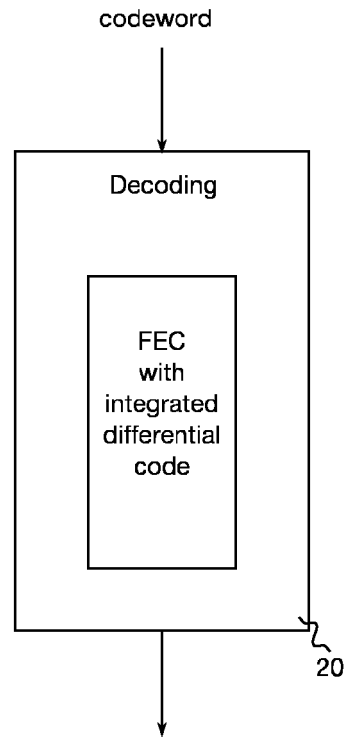 codeword
Decoding
FEC
with
integrated
differential
code
20